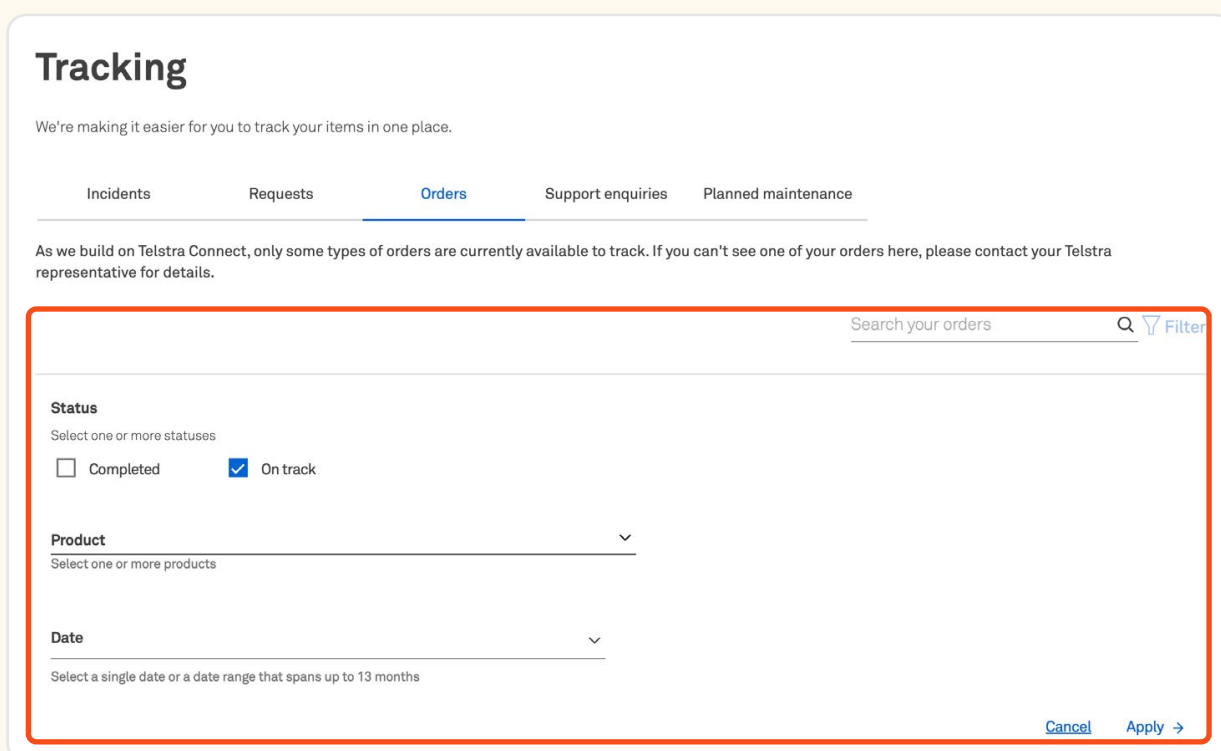 Tracking
We're making it easier for you to track your items in one place.
Incidents Requests Orders Support enquiries Planned maintenance
As we build on Telstra Connect, only some types of orders are currently available to track. If you can't see one of your orders here, please contact your Telstra
representative for details.
Search your orders Filter
Status
Select one or more statuses
Completed On track
Product
Select one or more products
Date
Select a single date or a date range that spans up to 13 months
Cancel Apply →